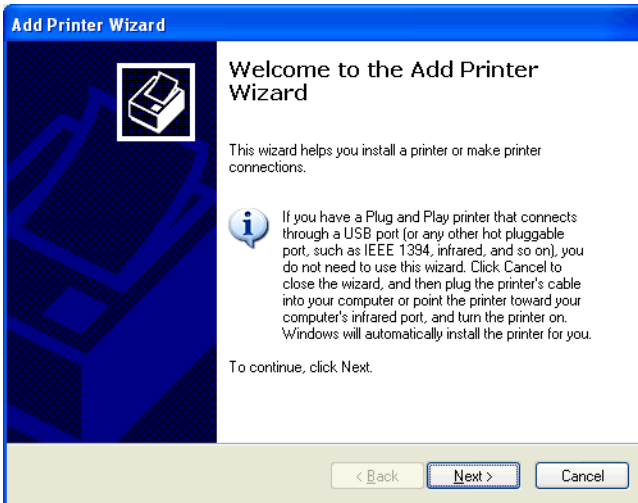 Add Printer Wizard
Welcome to the Add Printer
Wizard
This wizard helps you install a printer or make printer
connections.
If you have a Plug and Play printer that connects
through a USB port (or any other hot pluggable
port, such as IEEE 1394, infrared, and so on), you
do not need to use this wizard. Click Cancel to
close the wizard, and then plug the printer's cable
into your computer or point the printer toward your
computer's infrared port, and turn the printer on.
Windows will automatically install the printer for you.
To continue, click Next.
< Back
Next >
Cancel